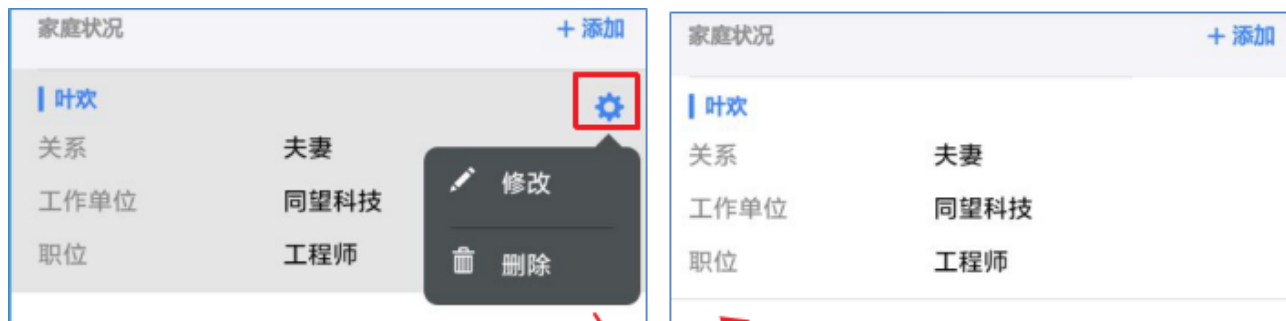 家庭状况 + 添加
叶欢
关系 夫妻
工作单位 同望科技
职位 工程师
修改
删除
家庭状况 + 添加
叶欢
关系 夫妻
工作单位 同望科技
职位 工程师